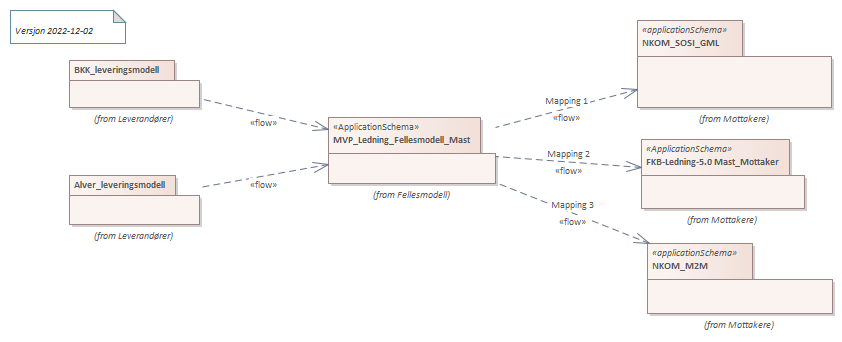 Versjon 2022-12-02
BKK_leveringsmodell
(from Leverandører)
Alver_leveringsmodell
(from Leverandører)
«flow»
«flow»
«ApplicationSchema»
MVP_Ledning_Fellesmodell_Mast
(from Fellesmodell)
Mapping 1
«flow»
Mapping 2
«flow»
Mapping 3
«flow»
«applicationSchema»
NKOM_SOSI_GML
(from Mottakere)
«ApplicationSchema»
FKB-Ledning-5.0 Mast_Mottaker
(from Mottakere)
«applicationSchema»
NKOM_M2M
(from Mottakere)